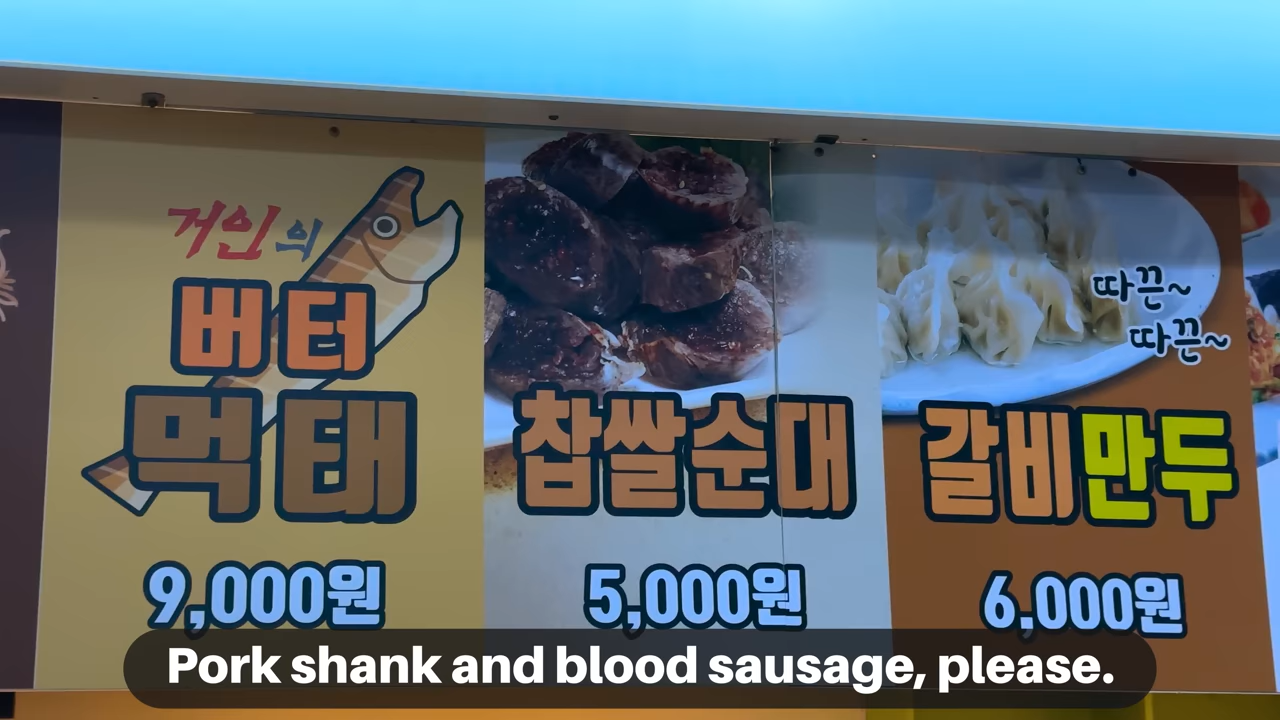 거인의
버터
먹태
9,000원
찹쌀순대
5,000원
따끈~
따끈~
갈비만두
6,000원
Pork shank and blood sausage, please.